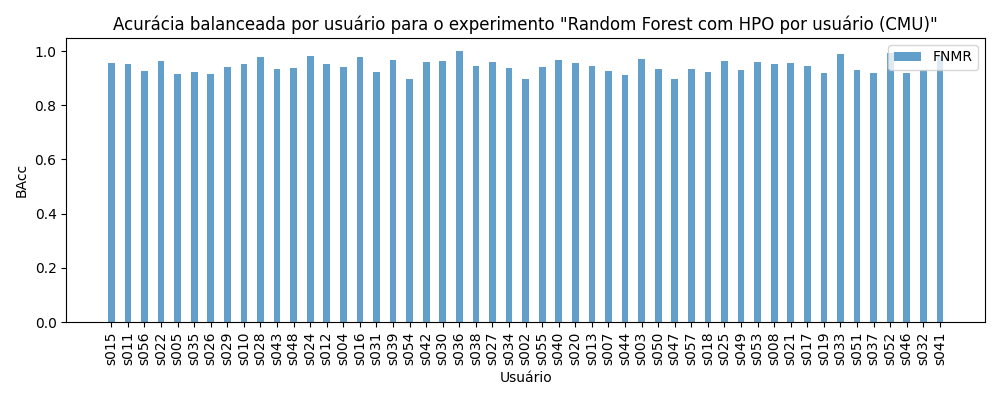 Acurácia balanceada por usuário para o experimento "Random Forest com HPO por usuário (CMU)"
FNMR
BAcc
1.0
0.8
0.6
0.4
0.2
0.0
s015 s011 s056 s022 s005 s035 s026 s029 s010 s028 s043 s048 s024 s012 s004 s016 s031 s039 s054 s042 s030 s036 s038 s027 s034 s002 s055 s040 s020 s013 s007 s044 s003 s050 s047 s057 s018 s025 s049 s053 s008 s021 s017 s019 s033 s051 s037 s052 s046 s032 s041
Usuário